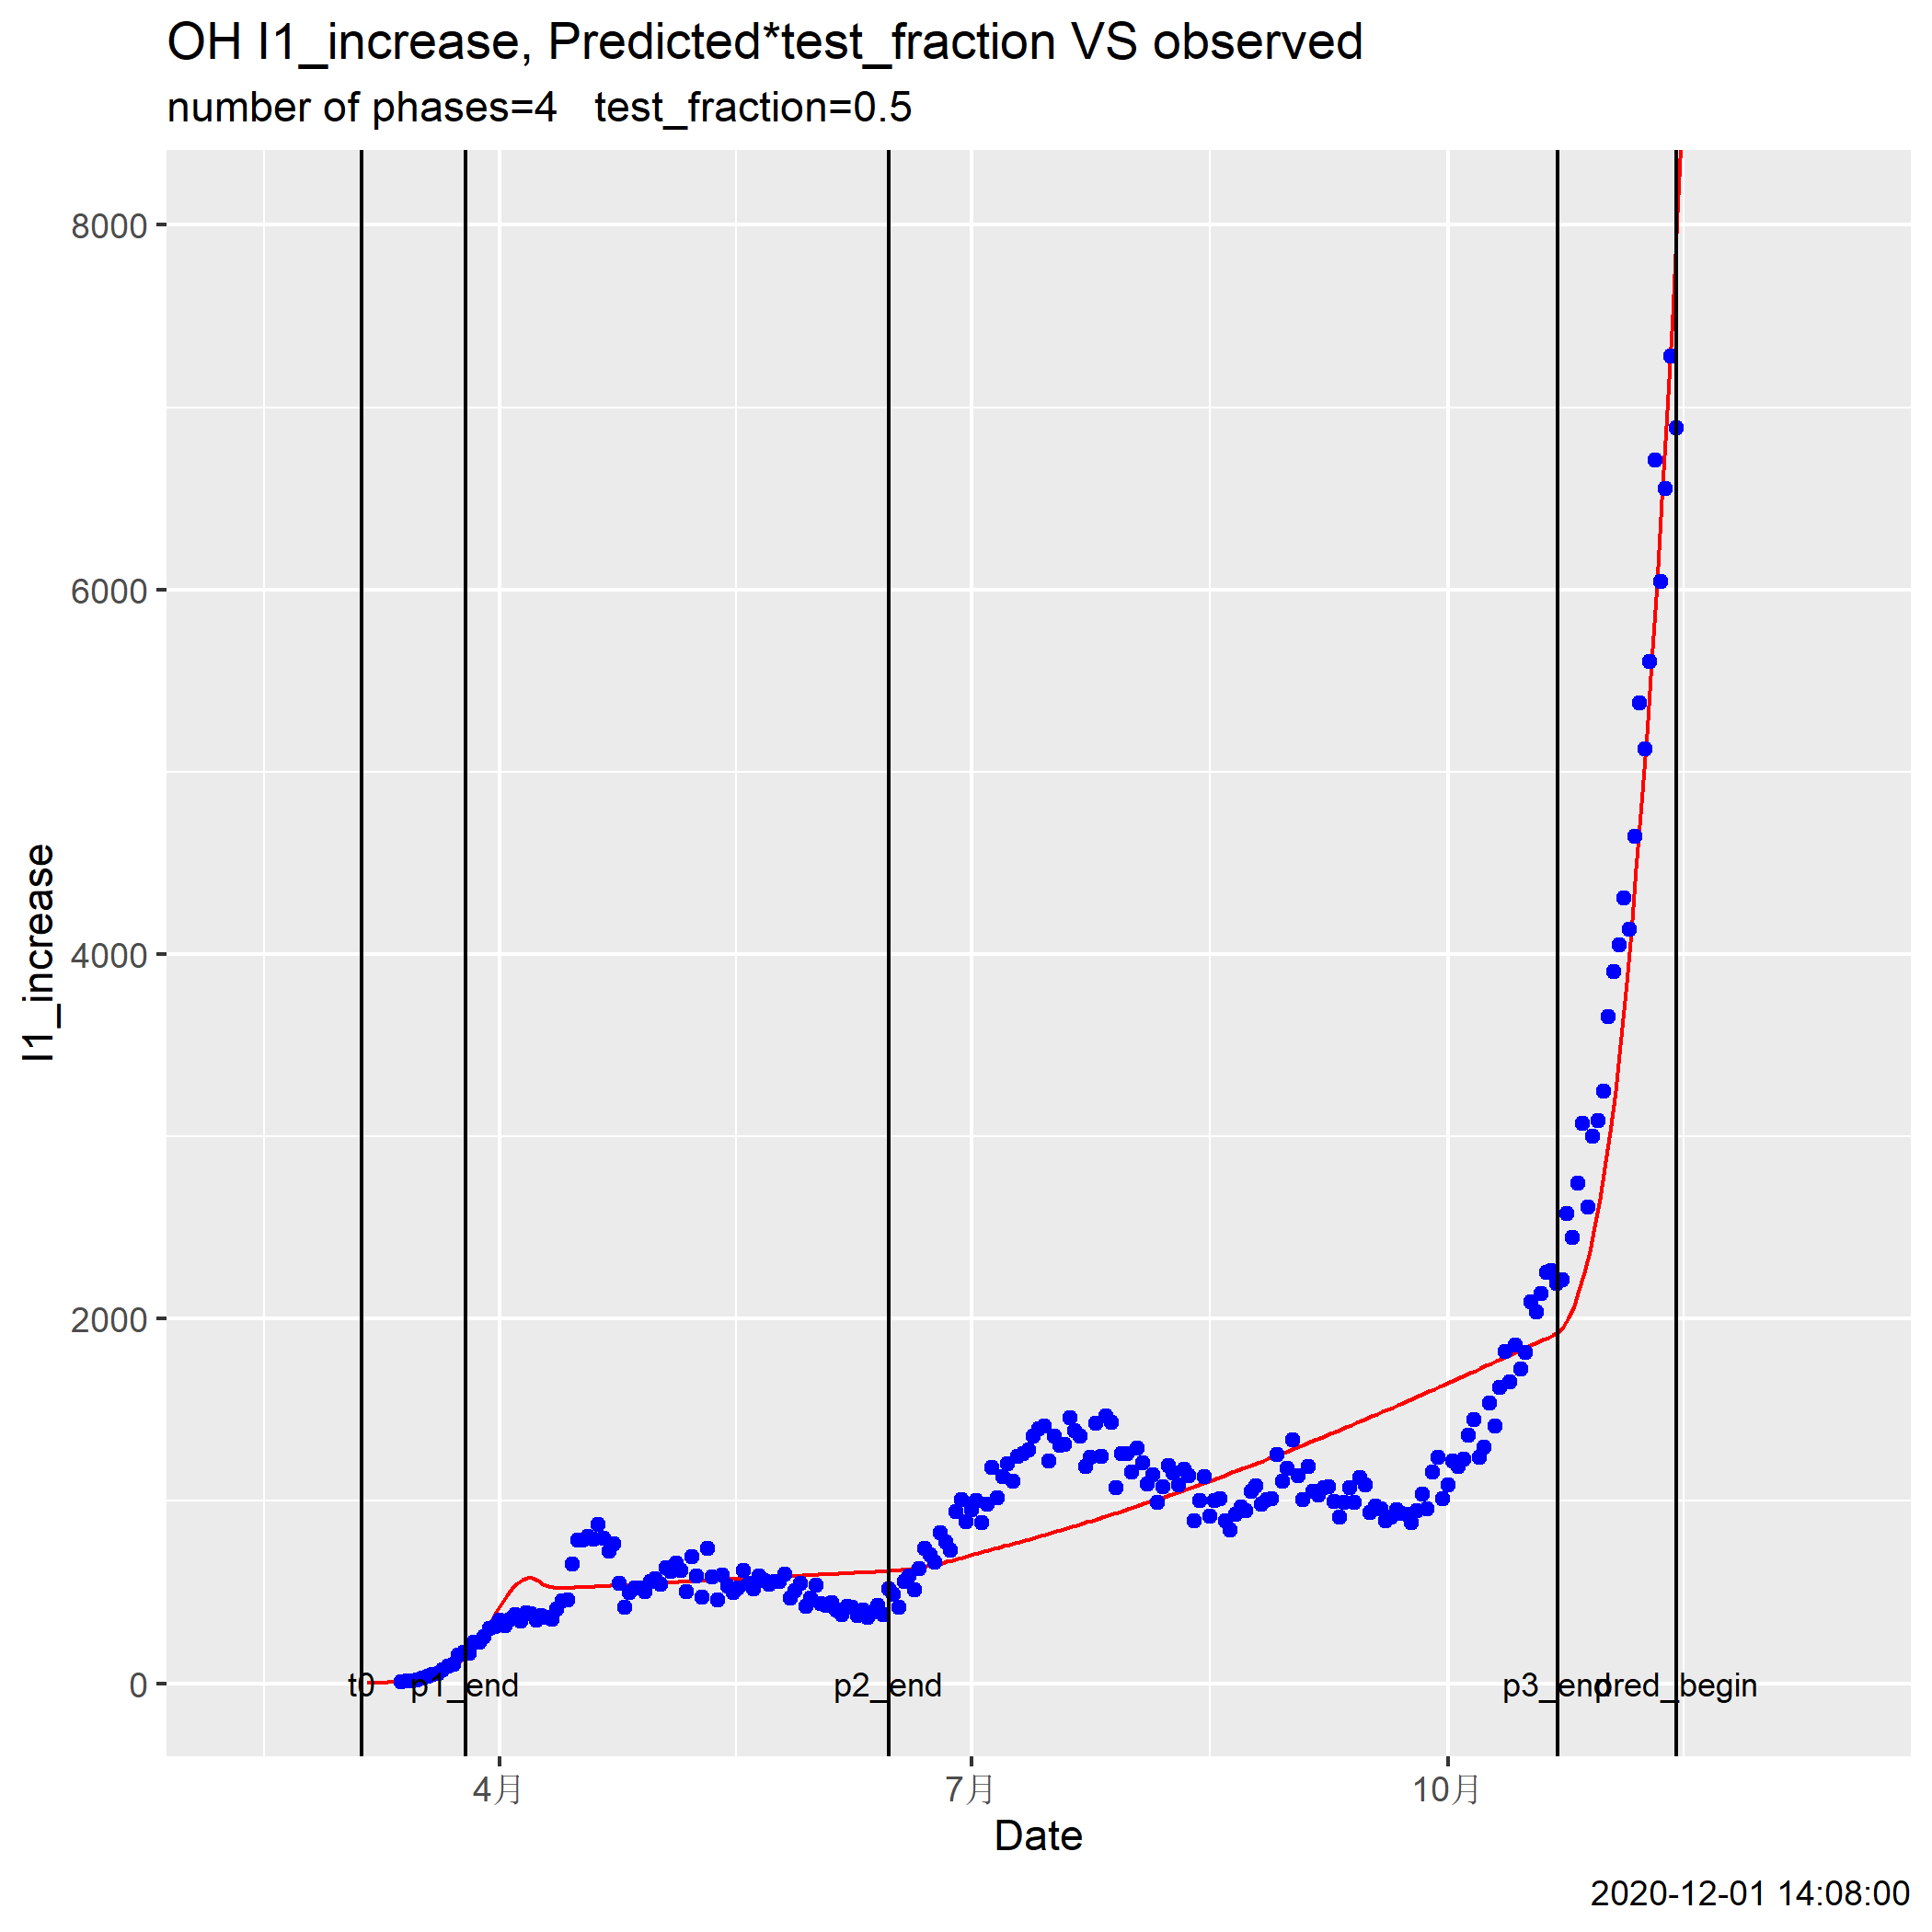 OH I1_increase, Predicted*test_fraction VS observed
number of phases=4 test_fraction=0.5
8000
6000
4000
2000
0
I1_increase
t0
p1_end
p2_end
p3_end
pred_begin
4月
7月
10月
Date
2020-12-01 14:08:00